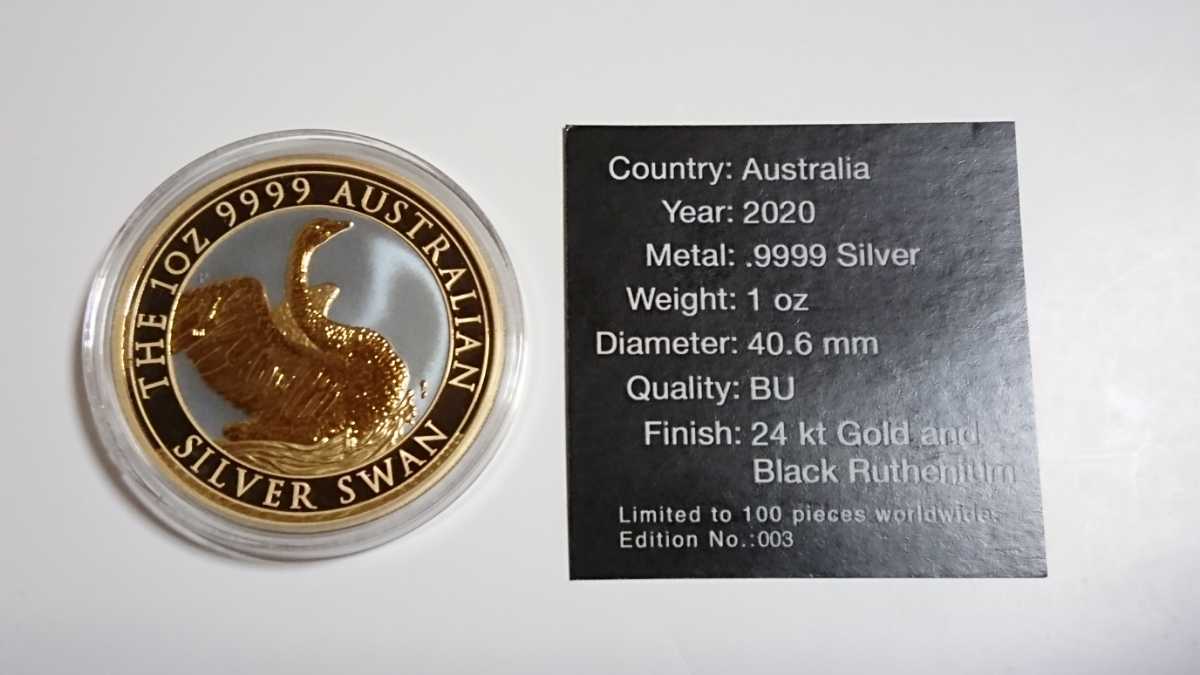 THE 1OZ 9999 AUSTRALIAN
SILVER SWAN
Country: Australia
Year: 2020
Metal: .9999 Silver
Weight: 1 oz
Diameter: 40.6 mm
Quality: BU
Finish: 24 kt Gold and
Black Ruthenium
Limited to 100 pieces worldwide.
Edition No.:003